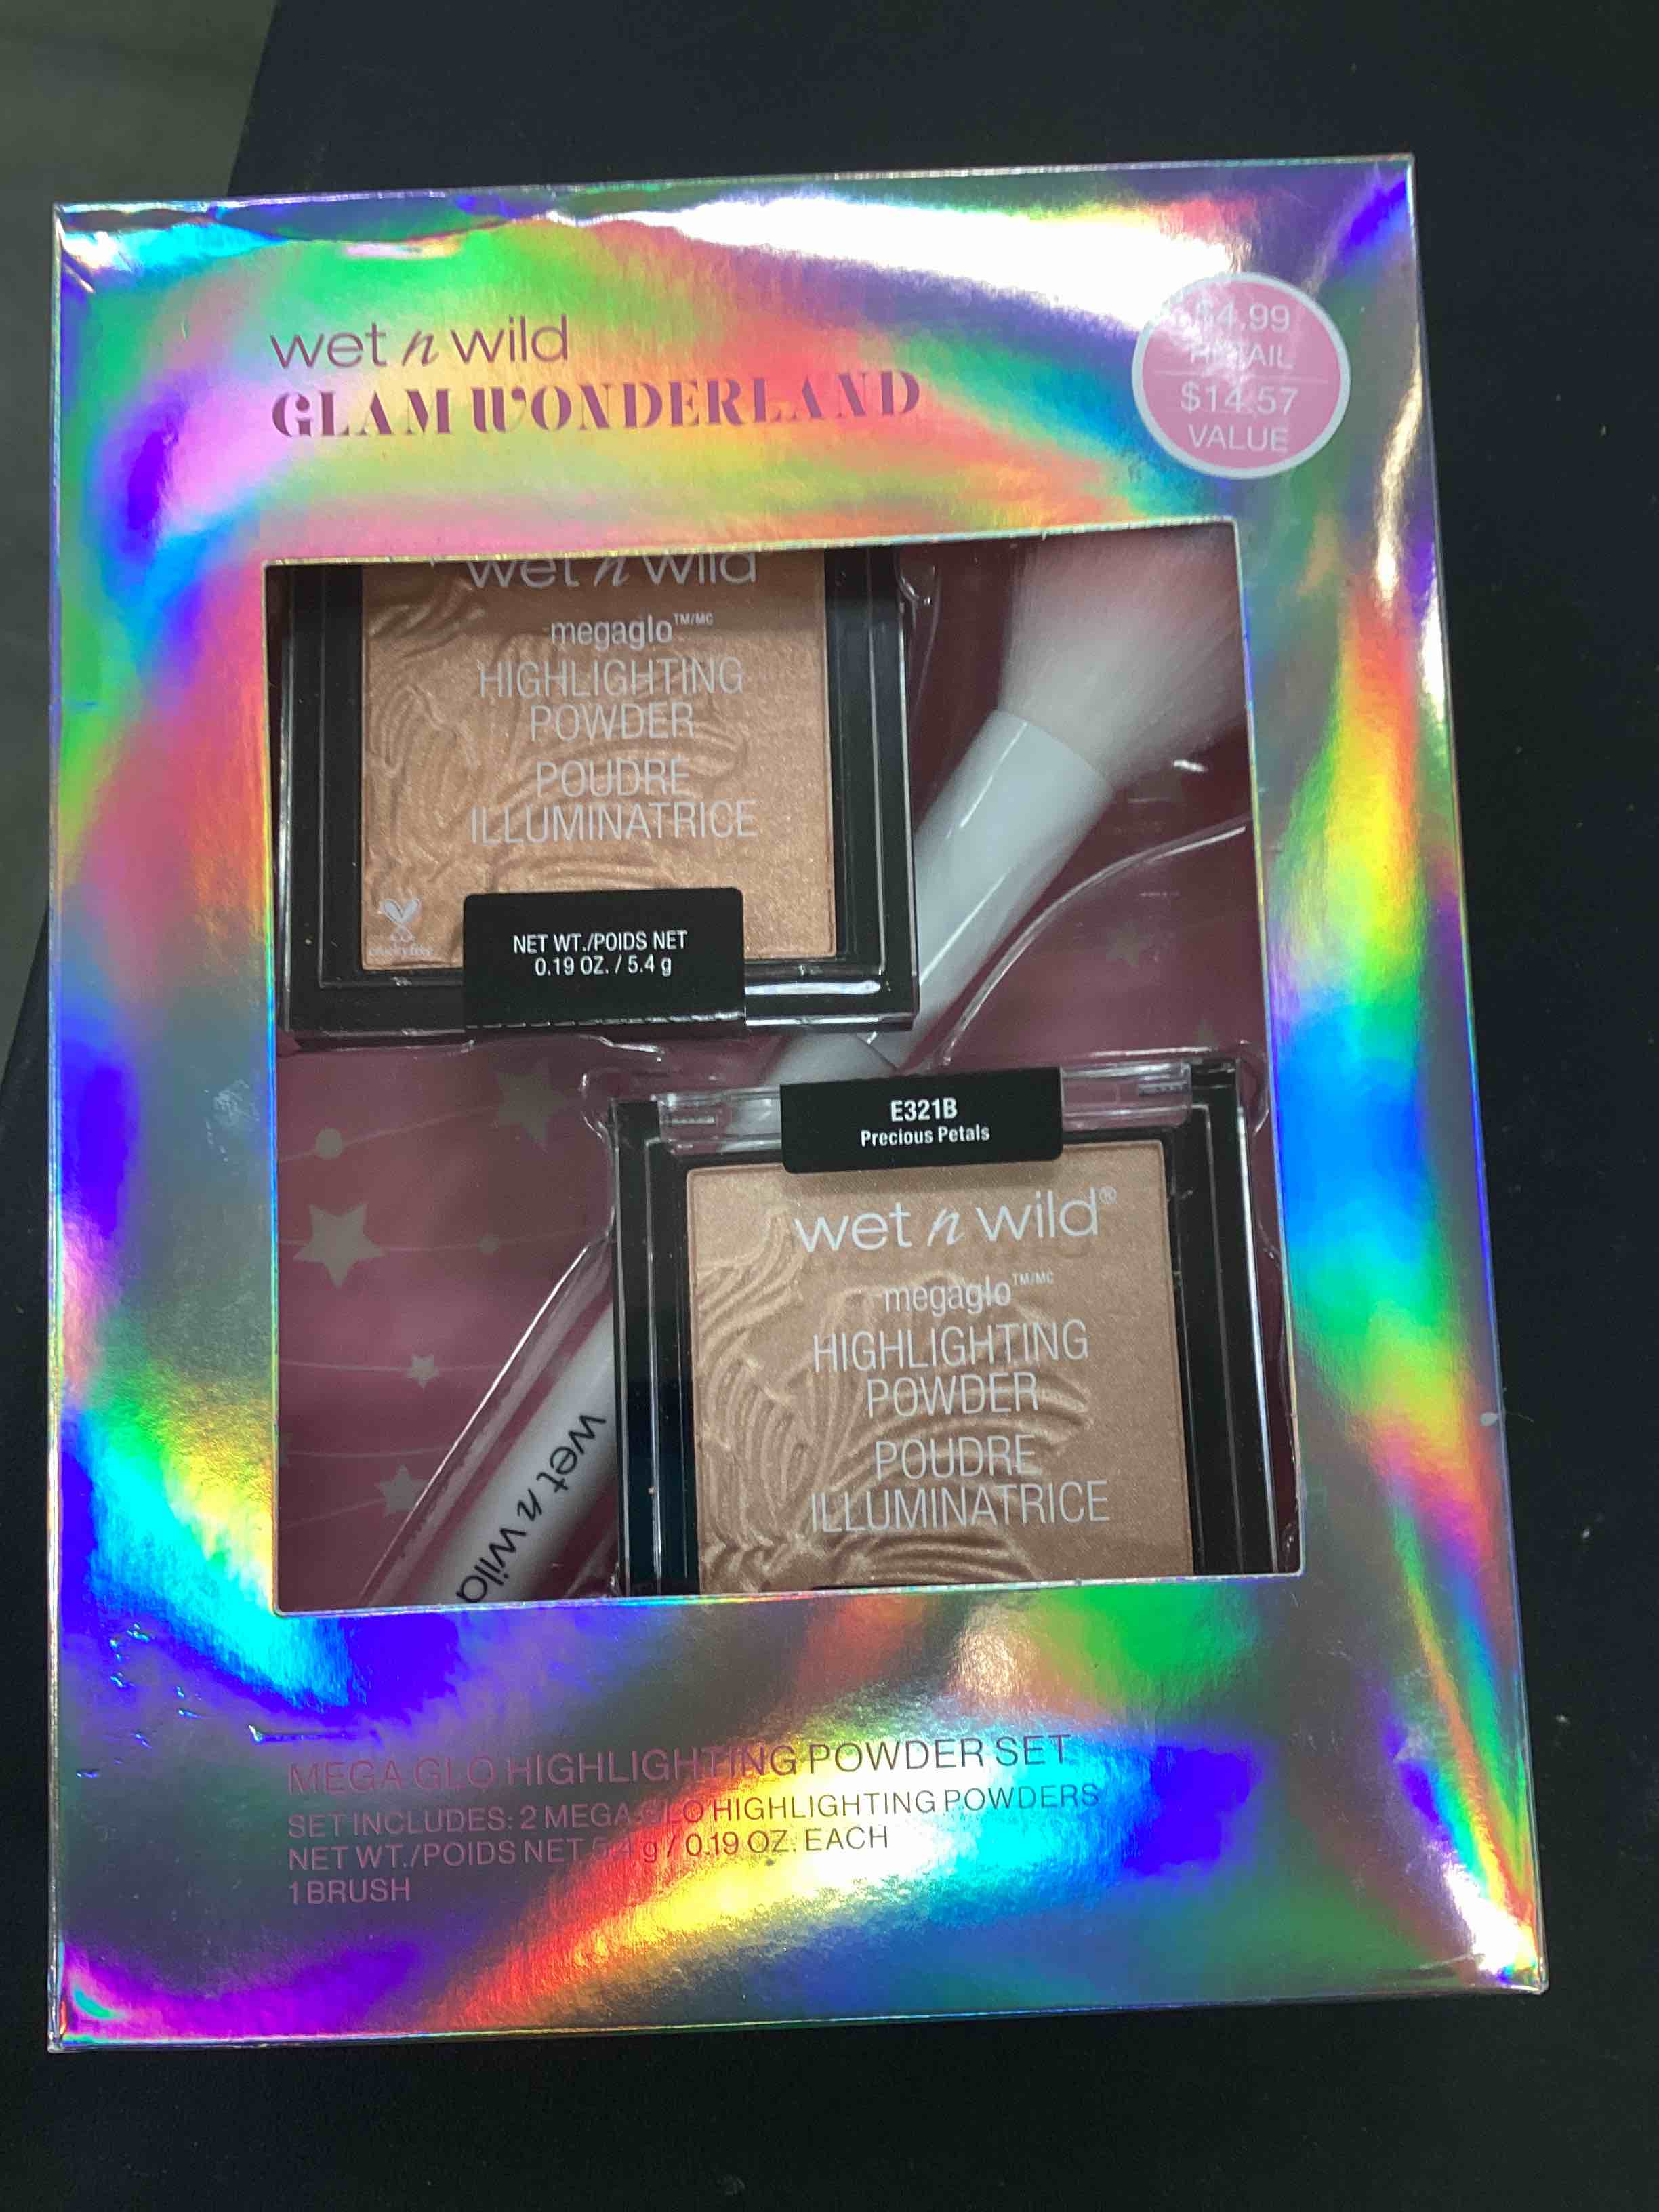 wet n wild
GLAM WONDERLAND
$4.99
RETAIL
$14.57
VALUE
wet n wild
megaglo™/MC
HIGHLIGHTING
POWDER
POUDRE
ILLUMINATRICE
cruelty free
NET WT./POIDS NET
0.19 OZ. / 5.4 g
E321B
Precious Petals
wet n wild®
megaglo™/MC
HIGHLIGHTING
POWDER
POUDRE
ILLUMINATRICE
wet n wild
MEGA GLO HIGHLIGHTING POWDER SET
SET INCLUDES: 2 MEGA GLO HIGHLIGHTING POWDERS
NET WT./POIDS NET 5.4 g / 0.19 OZ. EACH
1 BRUSH